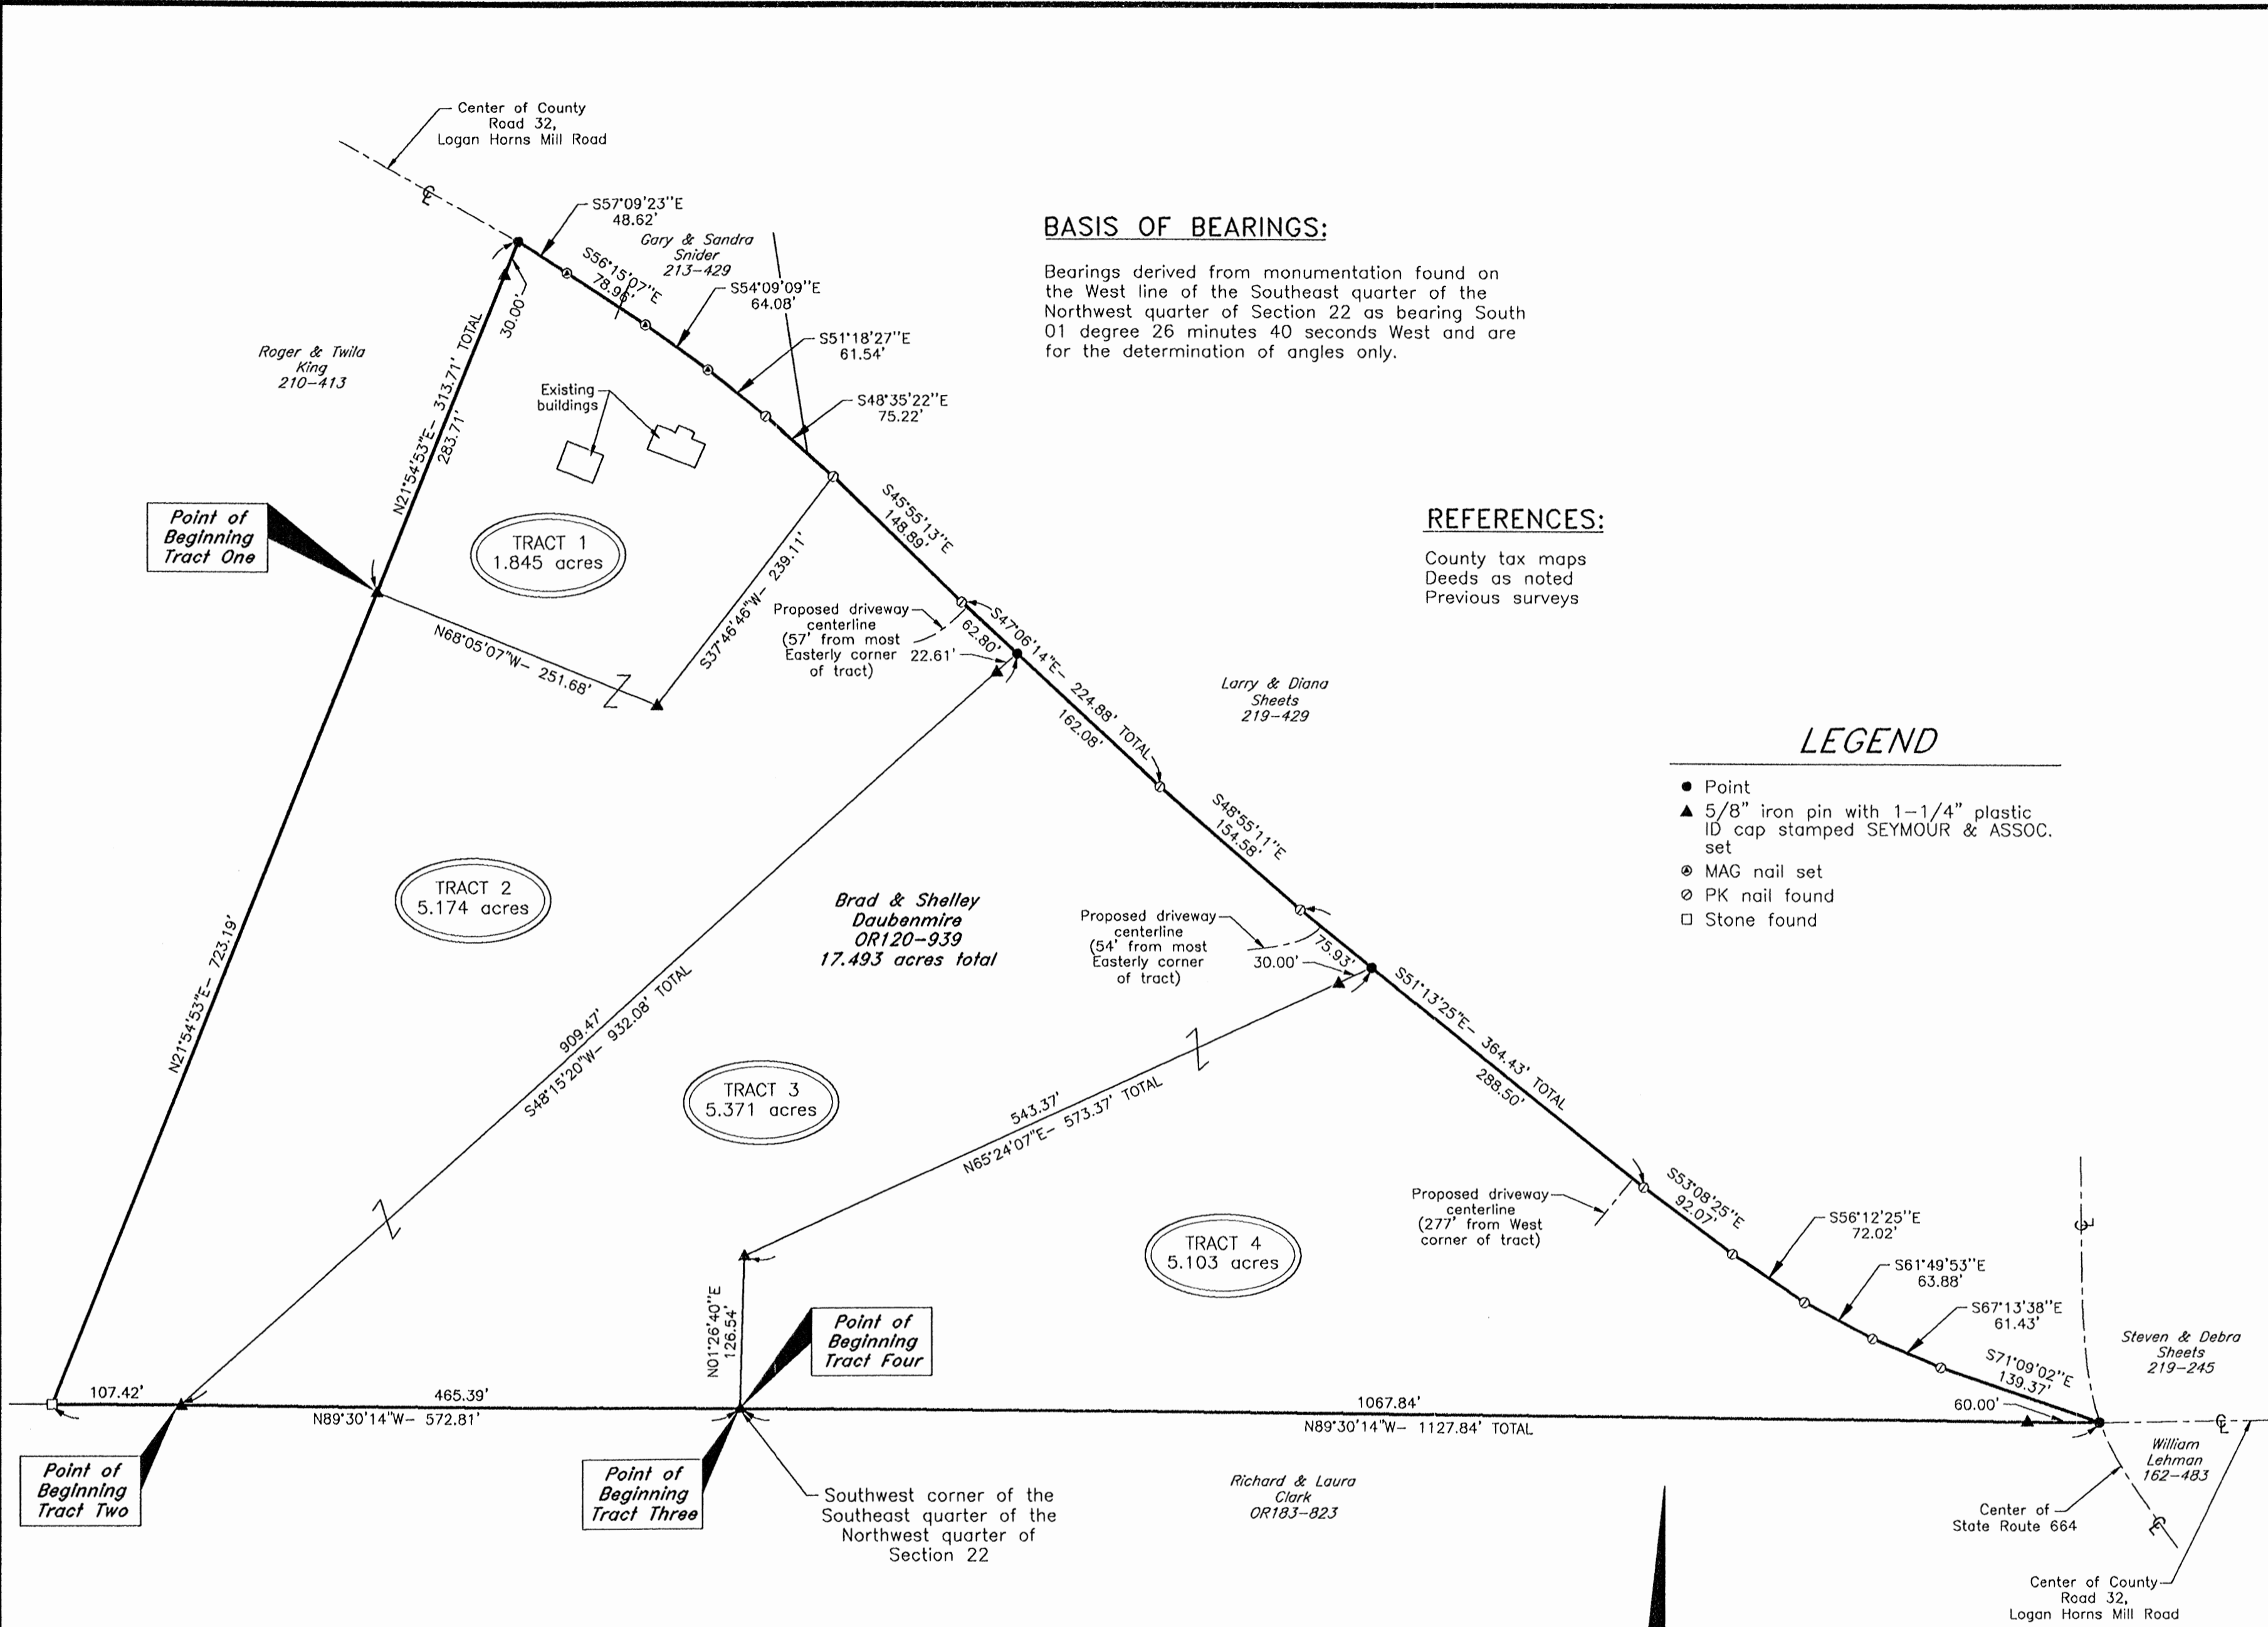 Center of County
Road 32,
Logan Horns Mill Road
S57°09'23"E
48.62'
Gary & Sandra
Snider
213-429
S56°15'07"E
78.96'
S54°09'09"E
64.08'
S51°18'27"E
61.54'
S48°35'22"E
75.22'
30.00'
N21°54'53"E- 313.71' TOTAL
283.71'
Roger & Twila
King
210-413
Existing
buildings
BASIS OF BEARINGS:
Bearings derived from monumentation found on
the West line of the Southeast quarter of the
Northwest quarter of Section 22 as bearing South
01 degree 26 minutes 40 seconds West and are
for the determination of angles only.
Point of
Beginning
Tract One
TRACT 1
1.845 acres
S45°55'13"E
148.89'
S37°46'46"W- 239.11'
N68°05'07"W- 251.68'
REFERENCES:
County tax maps
Deeds as noted
Previous surveys
Proposed driveway
centerline
(57' from most
Easterly corner
of tract)
22.61'
62.80'
S47°06'14"E- 224.88' TOTAL
162.08'
Larry & Diana
Sheets
219-429
LEGEND
Point
5/8" iron pin with 1-1/4" plastic
ID cap stamped SEYMOUR & ASSOC.
set
MAG nail set
PK nail found
Stone found
S48°55'11"E
154.58'
TRACT 2
5.174 acres
Brad & Shelley
Daubenmire
OR120-939
17.493 acres total
Proposed driveway
centerline
(54' from most
Easterly corner
of tract)
30.00'
75.93'
S51°13'25"E- 364.43' TOTAL
288.50'
N21°54'53"E- 723.19'
909.47'
S48°15'20"W- 932.08' TOTAL
TRACT 3
5.371 acres
543.37'
N65°24'07"E- 573.37' TOTAL
Proposed driveway
centerline
(277' from West
corner of tract)
S53°08'25"E
92.07'
S56°12'25"E
72.02'
S61°49'53"E
63.88'
S67°13'38"E
61.43'
S71°09'02"E
139.37'
60.00'
TRACT 4
5.103 acres
N01°26'40"E
126.54'
Point of
Beginning
Tract Four
Steven & Debra
Sheets
219-245
107.42'
465.39'
N89°30'14"W- 572.81'
1067.84'
N89°30'14"W- 1127.84' TOTAL
William
Lehman
162-483
Point of
Beginning
Tract Two
Point of
Beginning
Tract Three
Southwest corner of the
Southeast quarter of the
Northwest quarter of
Section 22
Richard & Laura
Clark
OR183-823
Center of
State Route 664
Center of County
Road 32,
Logan Horns Mill Road